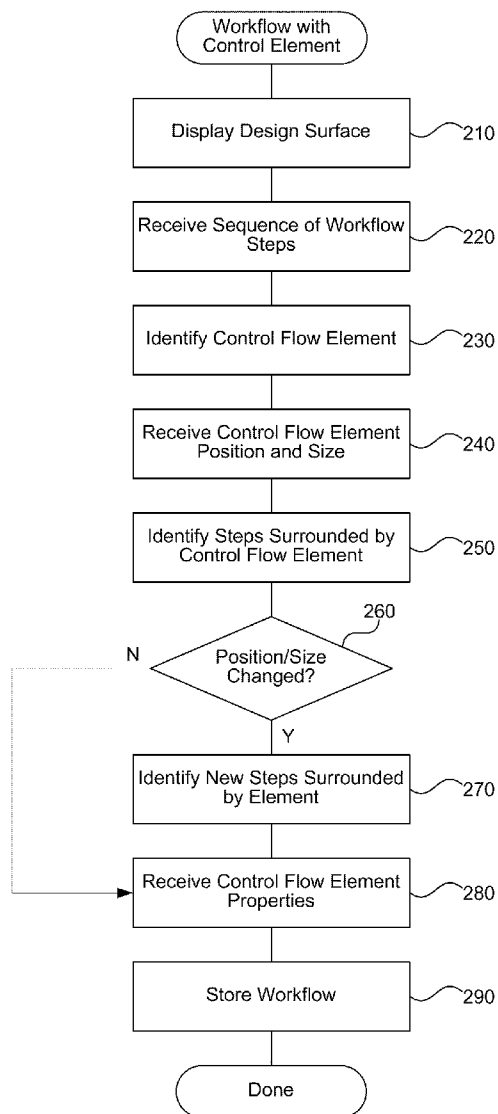 Workflow with
Control Element
Display Design Surface
210
Receive Sequence of Workflow
Steps
220
Identify Control Flow Element
230
Receive Control Flow Element
Position and Size
240
Identify Steps Surrounded by
Control Flow Element
250
260
Position/Size
Changed?
N
Y
Identify New Steps Surrounded
by Element
270
Receive Control Flow Element
Properties
280
Store Workflow
290
Done